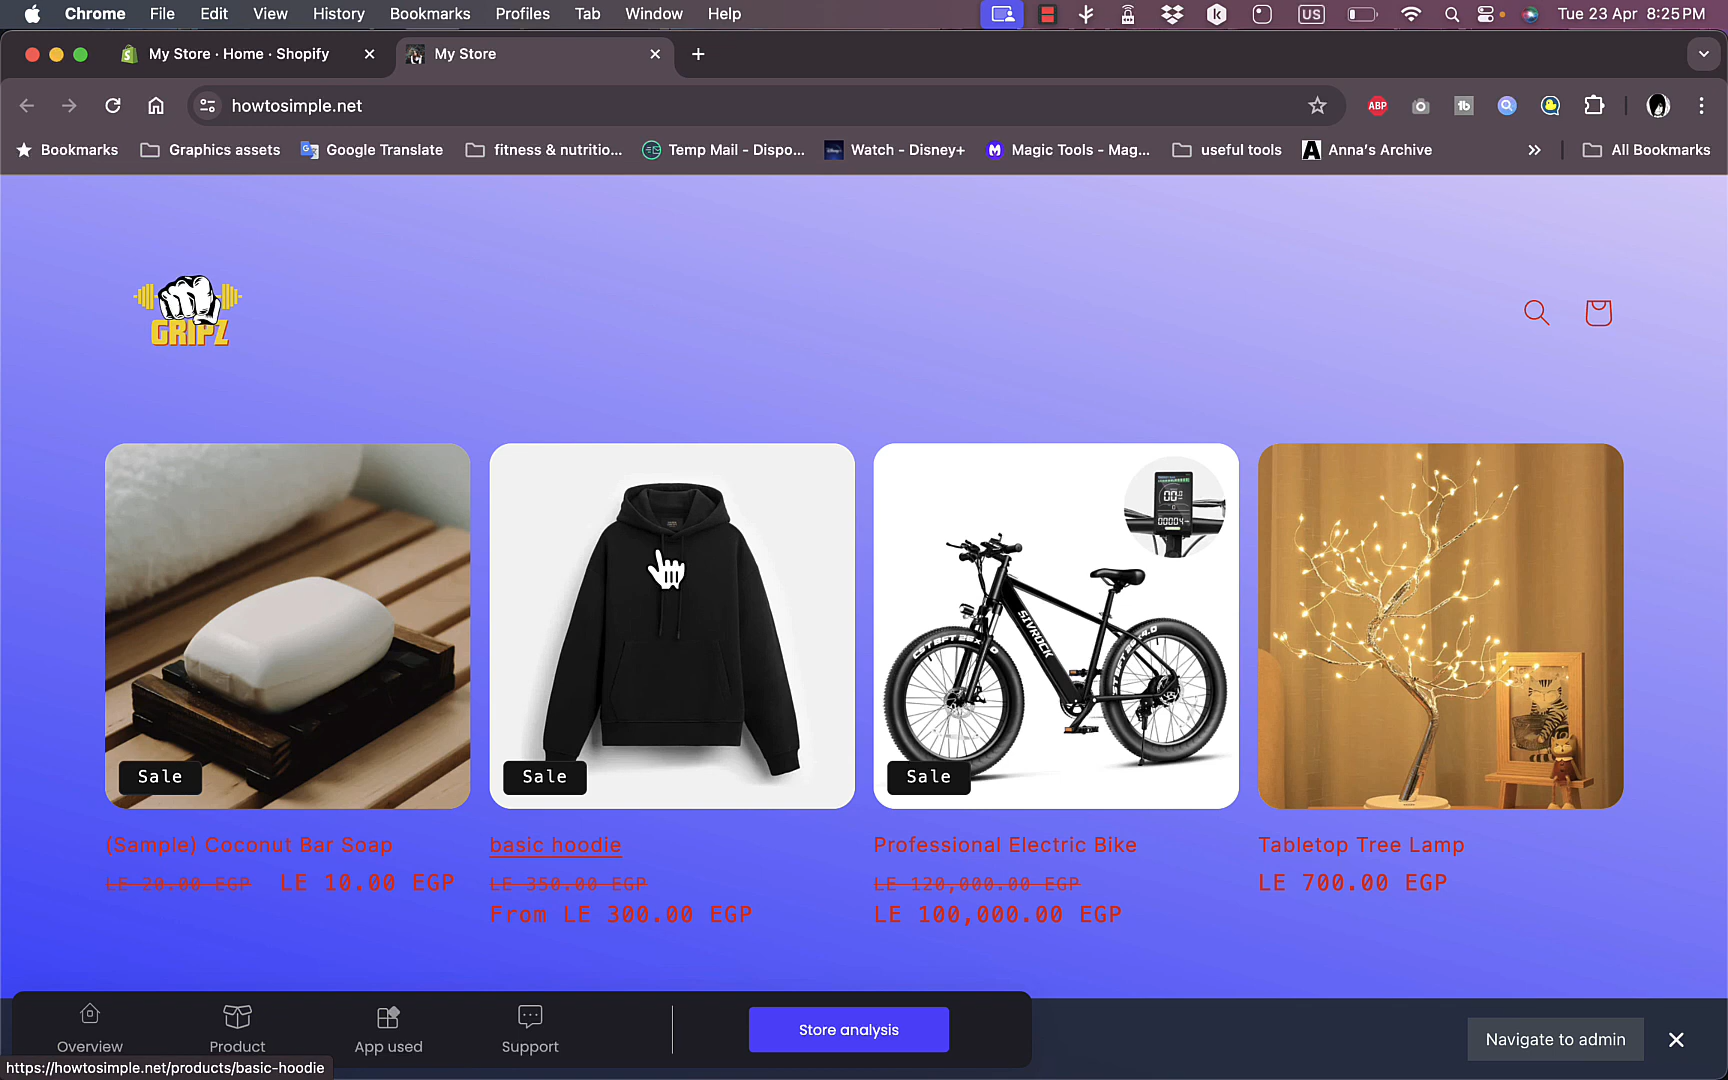 Chrome File Edit View History Bookmarks Profiles Tab Window Help US Tue 23 Apr 8:25 PM
My Store · Home · Shopify My Store
howtosimple.net ABP tb
Bookmarks Graphics assets Google Translate fitness & nutritio... Temp Mail - Dispo... Watch - Disney+ Magic Tools - Mag... useful tools Anna's Archive All Bookmarks
GRIPZ
SIVROCK
Sale Sale Sale
(Sample) Coconut Bar Soap
LE 20.00 EGP LE 10.00 EGP
basic hoodie
LE 350.00 EGP
From LE 300.00 EGP
Professional Electric Bike
LE 120,000.00 EGP
LE 100,000.00 EGP
Tabletop Tree Lamp
LE 700.00 EGP
Overview Product App used Support Store analysis
Navigate to admin
https://howtosimple.net/products/basic-hoodie